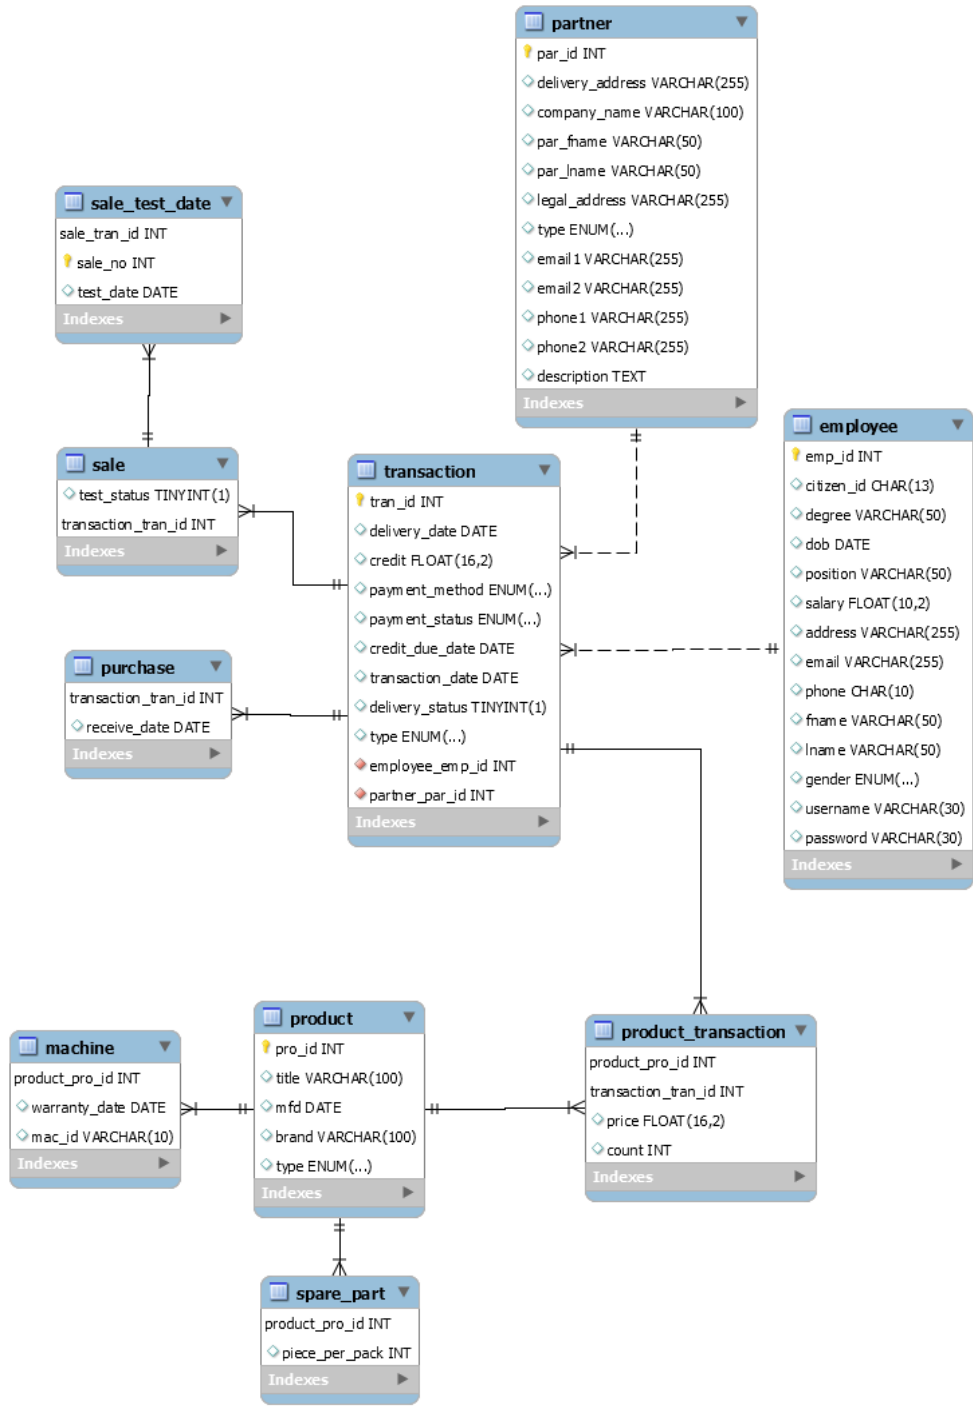 partner
par_id INT
delivery_address VARCHAR(255)
company_name VARCHAR(100)
par_fname VARCHAR(50)
par_lname VARCHAR(50)
legal_address VARCHAR(255)
type ENUM(...)
email1 VARCHAR(255)
email2 VARCHAR(255)
phone1 VARCHAR(255)
phone2 VARCHAR(255)
description TEXT
Indexes
sale_test_date
sale_tran_id INT
sale_no INT
test_date DATE
Indexes
sale
test_status TINYINT(1)
transaction_tran_id INT
Indexes
purchase
transaction_tran_id INT
receive_date DATE
Indexes
transaction
tran_id INT
delivery_date DATE
credit FLOAT(16,2)
payment_method ENUM(...)
payment_status ENUM(...)
credit_due_date DATE
transaction_date DATE
delivery_status TINYINT(1)
type ENUM(...)
employee_emp_id INT
partner_par_id INT
Indexes
employee
emp_id INT
citizen_id CHAR(13)
degree VARCHAR(50)
dob DATE
position VARCHAR(50)
salary FLOAT(10,2)
address VARCHAR(255)
email VARCHAR(255)
phone CHAR(10)
fname VARCHAR(50)
lname VARCHAR(50)
gender ENUM(...)
username VARCHAR(30)
password VARCHAR(30)
Indexes
machine
product_pro_id INT
warranty_date DATE
mac_id VARCHAR(10)
Indexes
product
pro_id INT
title VARCHAR(100)
mfd DATE
brand VARCHAR(100)
type ENUM(...)
Indexes
product_transaction
product_pro_id INT
transaction_tran_id INT
price FLOAT(16,2)
count INT
Indexes
spare_part
product_pro_id INT
piece_per_pack INT
Indexes